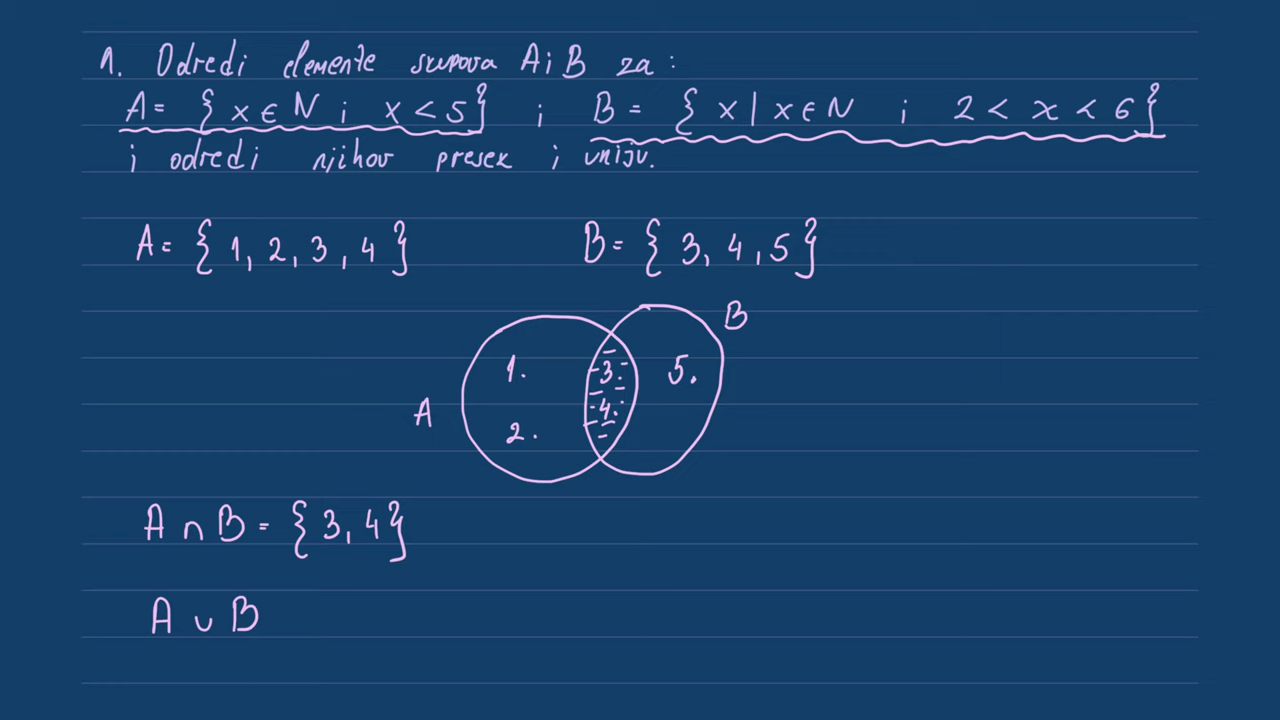 1. Odredi elemente skupova A i B za:
A = { x ∈ N i x < 5} i B = { x | x ∈ N i 2 < x < 6}
i odredi njihov presek i uniju.
A = { 1, 2, 3, 4 } B = { 3, 4, 5 }
B
1. 3. 5.
A
2. 4.
A ∩ B = { 3, 4 }
A ∪ B